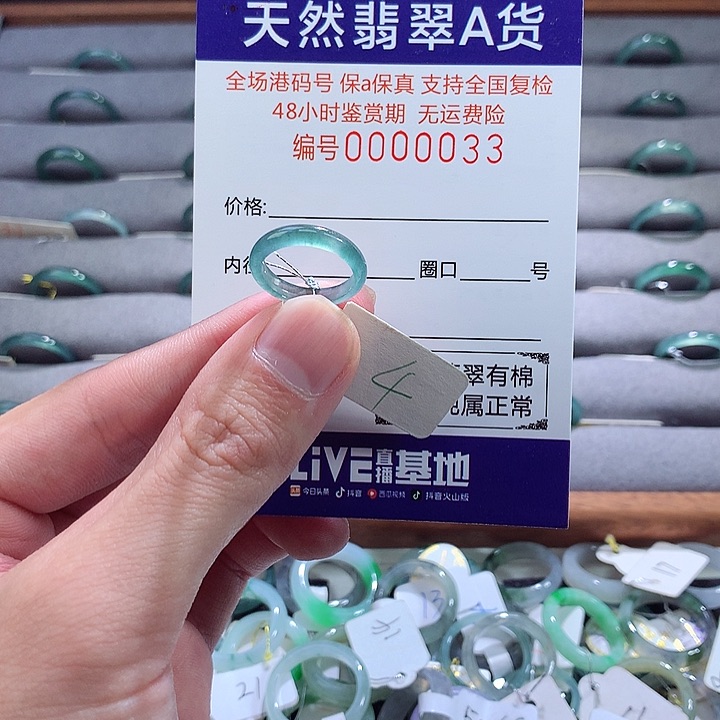 天然翡翠A货
全场港码号 保a保真 支持全国复检
48小时鉴赏期 无运费险
编号0000033
价格:
内径 圈口 号
4
翠有棉
属正常
LiVE直播基地
今日头条 抖音 西瓜视频 抖音火山版
13
21
11